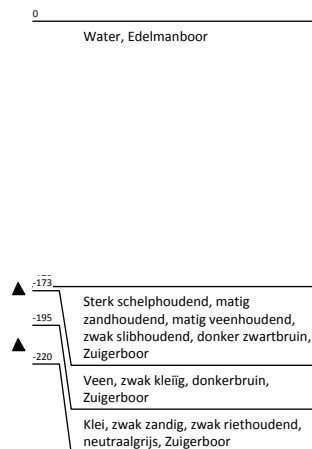 0
Water, Edelmanboor
-173
Sterk schelphoudend, matig
zandhoudend, matig veenhoudend,
zwak slibhoudend, donker zwartbruin,
Zuigerboor
-195
Veen, zwak kleiïg, donkerbruin,
Zuigerboor
-220
Klei, zwak zandig, zwak riethoudend,
neutraalgrijs, Zuigerboor